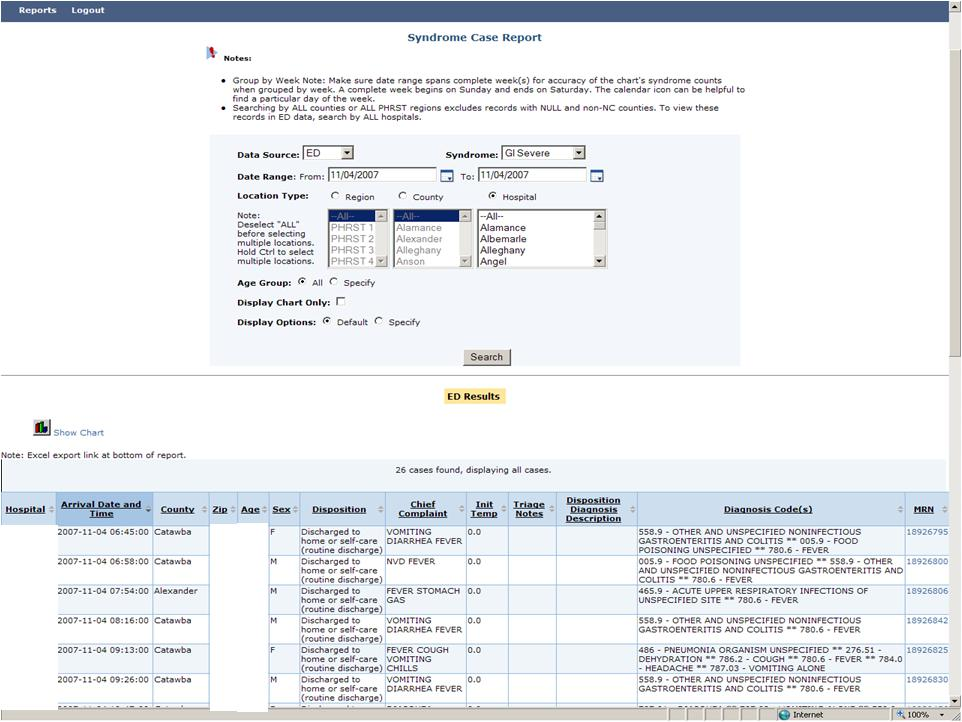 Reports Logout
Syndrome Case Report
Notes:
• Group by Week Note: Make sure date range spans complete week(s) for accuracy of the chart's syndrome counts
when grouped by week. A complete week begins on Sunday and ends on Saturday. The calendar icon can be helpful to
find a particular day of the week.
• Searching by ALL counties or ALL PHRST regions excludes records with NULL and non-NC counties. To view these
records in ED data, search by ALL hospitals.
Data Source: ED Syndrome: GI Severe
Date Range: From: 11/04/2007 To: 11/04/2007
Location Type: Region County Hospital
Note:
Deselect "ALL"
before selecting
multiple locations.
Hold Ctrl to select
multiple locations.
--All--
PHRST 1
PHRST 2
PHRST 3
PHRST 4
--All--
Alamance
Alexander
Alleghany
Anson
--All--
Alamance
Albemarle
Alleghany
Angel
Age Group: All Specify
Display Chart Only:
Display Options: Default Specify
Search
ED Results
Show Chart
Note: Excel export link at bottom of report.
26 cases found, displaying all cases.
Hospital Arrival Date and Time County Zip Age Sex Disposition Chief Complaint Init Temp Triage Notes Disposition Diagnosis Description Diagnosis Code(s) MRN
2007-11-04 06:45:00 Catawba F Discharged to VOMITING 0.0 558.9 - OTHER AND UNSPECIFIED NONINFECTIOUS 18926795
home or self-care DIARRHEA FEVER GASTROENTERITIS AND COLITIS ** 005.9 - FOOD
(routine discharge) POISONING UNSPECIFIED ** 780.6 - FEVER
2007-11-04 06:58:00 Catawba M Discharged to NVD FEVER 0.0 005.9 - FOOD POISONING UNSPECIFIED ** 558.9 - OTHER 18926800
home or self-care AND UNSPECIFIED NONINFECTIOUS GASTROENTERITIS AND
(routine discharge) COLITIS ** 780.6 - FEVER
2007-11-04 07:54:00 Alexander M Discharged to FEVER STOMACH 0.0 465.9 - ACUTE UPPER RESPIRATORY INFECTIONS OF 18926806
home or self-care GAS UNSPECIFIED SITE ** 780.6 - FEVER
(routine discharge)
2007-11-04 08:16:00 Catawba M Discharged to VOMITING 0.0 558.9 - OTHER AND UNSPECIFIED NONINFECTIOUS 18926842
home or self-care DIARRHEA FEVER GASTROENTERITIS AND COLITIS ** 780.6 - FEVER
(routine discharge)
2007-11-04 09:13:00 Catawba F Discharged to FEVER COUGH 0.0 486 - PNEUMONIA ORGANISM UNSPECIFIED ** 276.51 - 18926825
home or self-care VOMITING DEHYDRATION ** 786.2 - COUGH ** 780.6 - FEVER ** 784.0
(routine discharge) CHILLS - HEADACHE ** 787.03 - VOMITING ALONE
2007-11-04 09:26:00 Catawba M Discharged to VOMITING 0.0 558.9 - OTHER AND UNSPECIFIED NONINFECTIOUS 18926830
home or self-care DIARRHEA FEVER GASTROENTERITIS AND COLITIS ** 780.6 - FEVER
(routine discharge)
Internet 100%